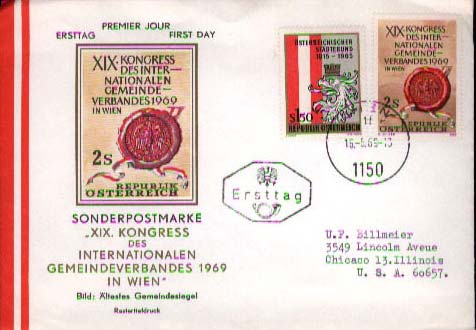 PREMIER JOUR
ERSTTAG FIRST DAY
XIX·KONGRESS
DES INTER—
NATIONALEN
GEMEINDE—
VERBANDES 1969
IN WIEN
2s
REPUBLIK
ÖSTERREICH
SONDERPOSTMARKE
„XIX. KONGRESS
DES
INTERNATIONALEN
GEMEINDEVERBANDES 1969
IN WIEN"
Bild: Ältestes Gemeindesiegel
Rastertiefdruck
ÖSTERREICHISCHER
STÄDTEBUND
1915–1965
S1·50
REPUBLIK ÖSTERREICH
XIX·KONGRESS
DES INTER—
NATIONALEN
GEMEINDE—
VERBANDES 1969
IN WIEN
2s
REPUBLIK
ÖSTERREICH
1150
Ersttag
U.F. Billmeier
3549 Lincoln Aveue
Chicago 13.Illinois
U. S. A. 60657.